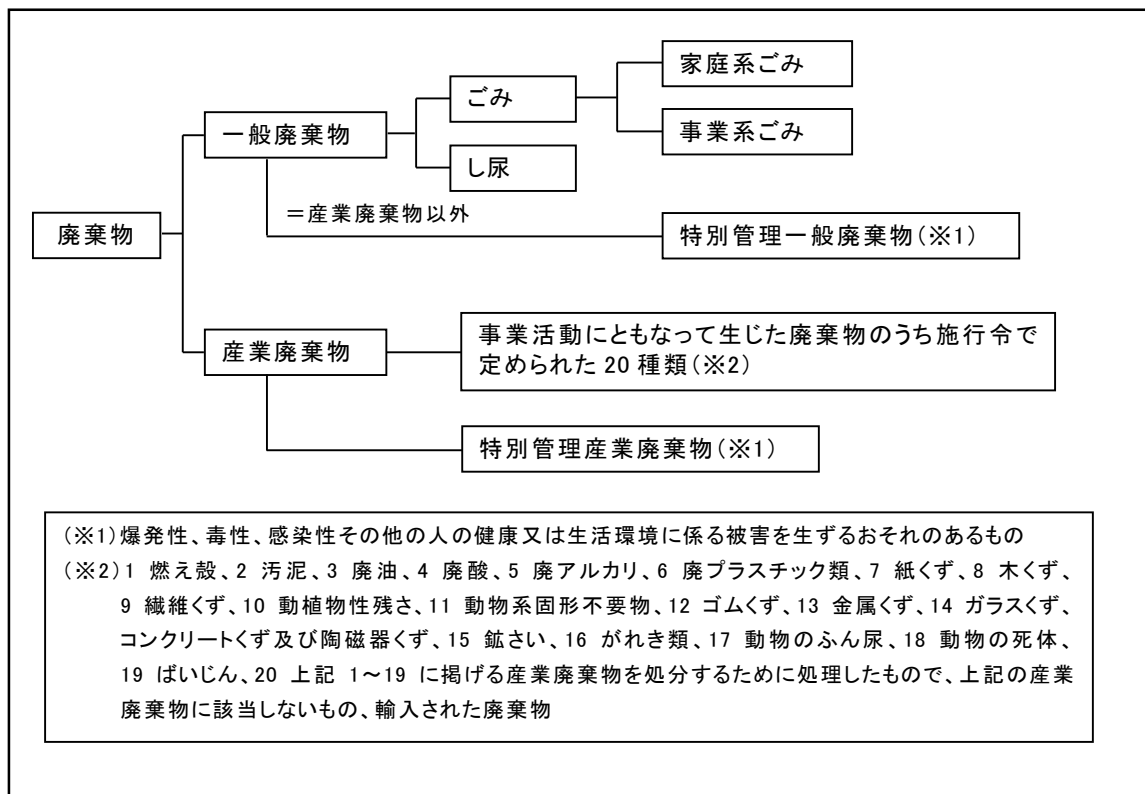 家庭系ごみ
ごみ
一般廃棄物
事業系ごみ
し尿
＝産業廃棄物以外
廃棄物
特別管理一般廃棄物(※1)
事業活動にともなって生じた廃棄物のうち施行令で
定められた 20 種類(※2)
産業廃棄物
特別管理産業廃棄物(※1)
(※1)爆発性、毒性、感染性その他の人の健康又は生活環境に係る被害を生ずるおそれのあるもの
(※2)1 燃え殻、2 汚泥、3 廃油、4 廃酸、5 廃アルカリ、6 廃プラスチック類、7 紙くず、8 木くず、
9 繊維くず、10 動植物性残さ、11 動物系固形不要物、12 ゴムくず、13 金属くず、14 ガラスくず、
コンクリートくず及び陶磁器くず、15 鉱さい、16 がれき類、17 動物のふん尿、18 動物の死体、
19 ばいじん、20 上記 1～19 に掲げる産業廃棄物を処分するために処理したもので、上記の産業
廃棄物に該当しないもの、輸入された廃棄物